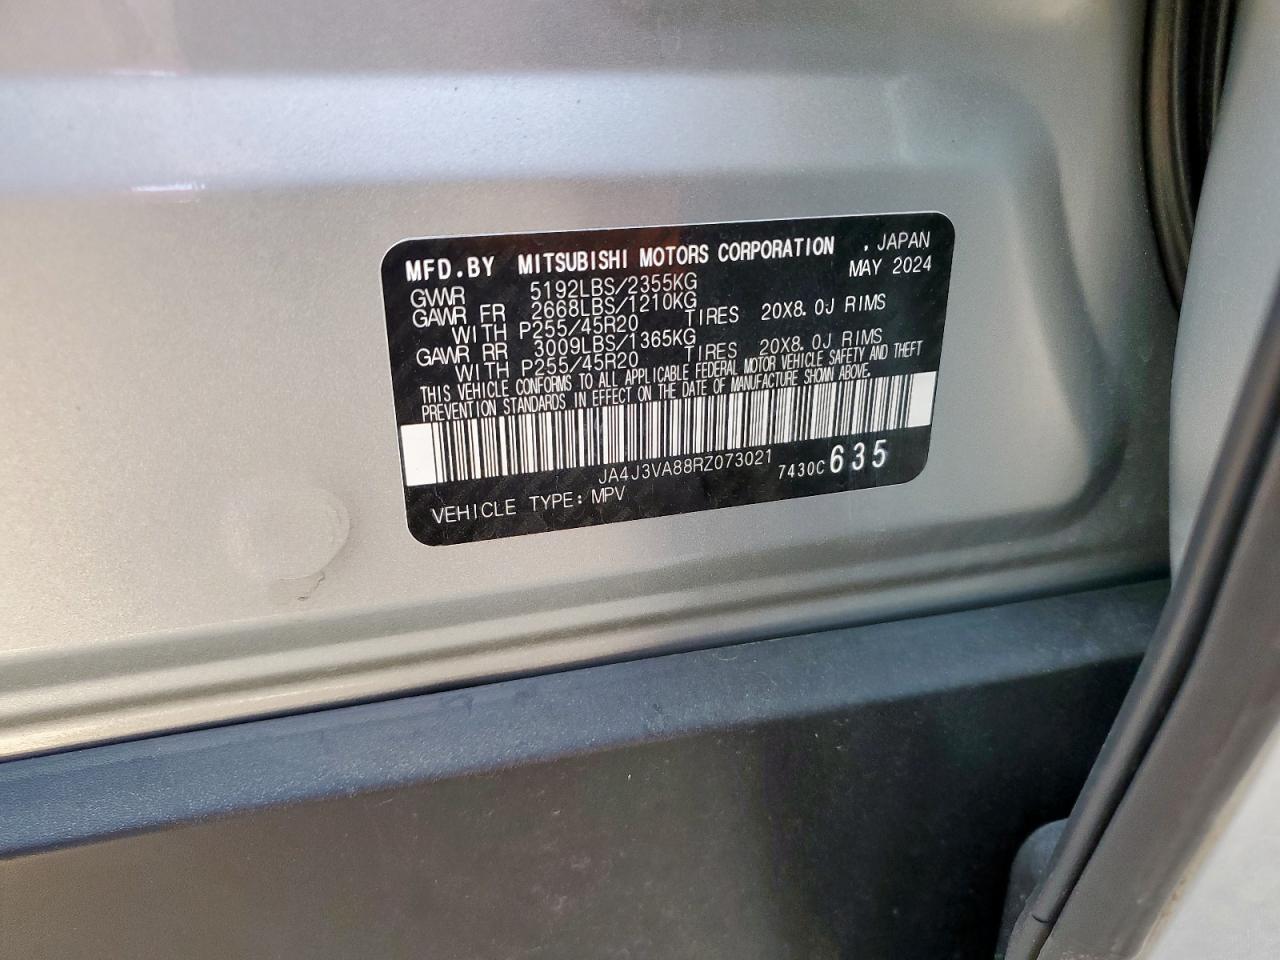 MFD.BY MITSUBISHI MOTORS CORPORATION . JAPAN
MAY 2024
GVWR 5192LBS/2355KG
GAWR FR 2668LBS/1210KG
WITH P255/45R20 TIRES 20X8.0J RIMS
GAWR RR 3009LBS/1365KG
WITH P255/45R20 TIRES 20X8.0J RIMS
THIS VEHICLE CONFORMS TO ALL APPLICABLE FEDERAL MOTOR VEHICLE SAFETY AND THEFT
PREVENTION STANDARDS IN EFFECT ON THE DATE OF MANUFACTURE SHOWN ABOVE.
JA4J3VA88RZ073021 7430C 635
VEHICLE TYPE: MPV